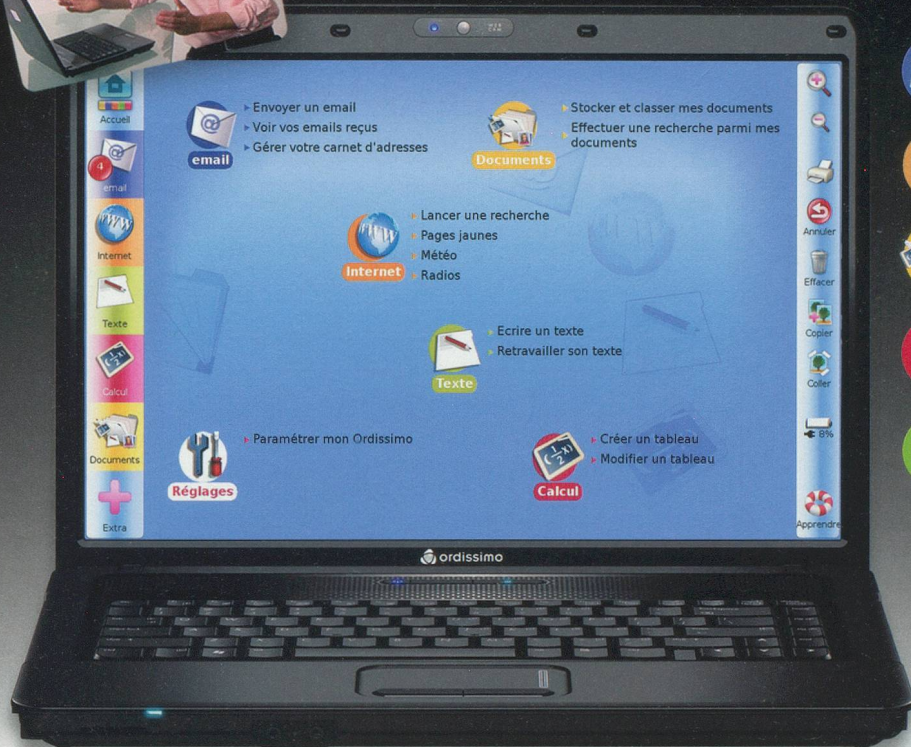 Accueil
4
email
Internet
Texte
Calcul
Documents
Extra
email
Envoyer un email
Voir vos emails reçus
Gérer votre carnet d'adresses
Documents
Stocker et classer mes documents
Effectuer une recherche parmi mes
documents
www
Internet
Lancer une recherche
Pages jaunes
Météo
Radios
Texte
Ecrire un texte
Retravailler son texte
Réglages
Paramétrer mon Ordissimo
Calcul
Créer un tableau
Modifier un tableau
Annuler
Effacer
Copier
Coller
8%
Apprendre
ordissimo